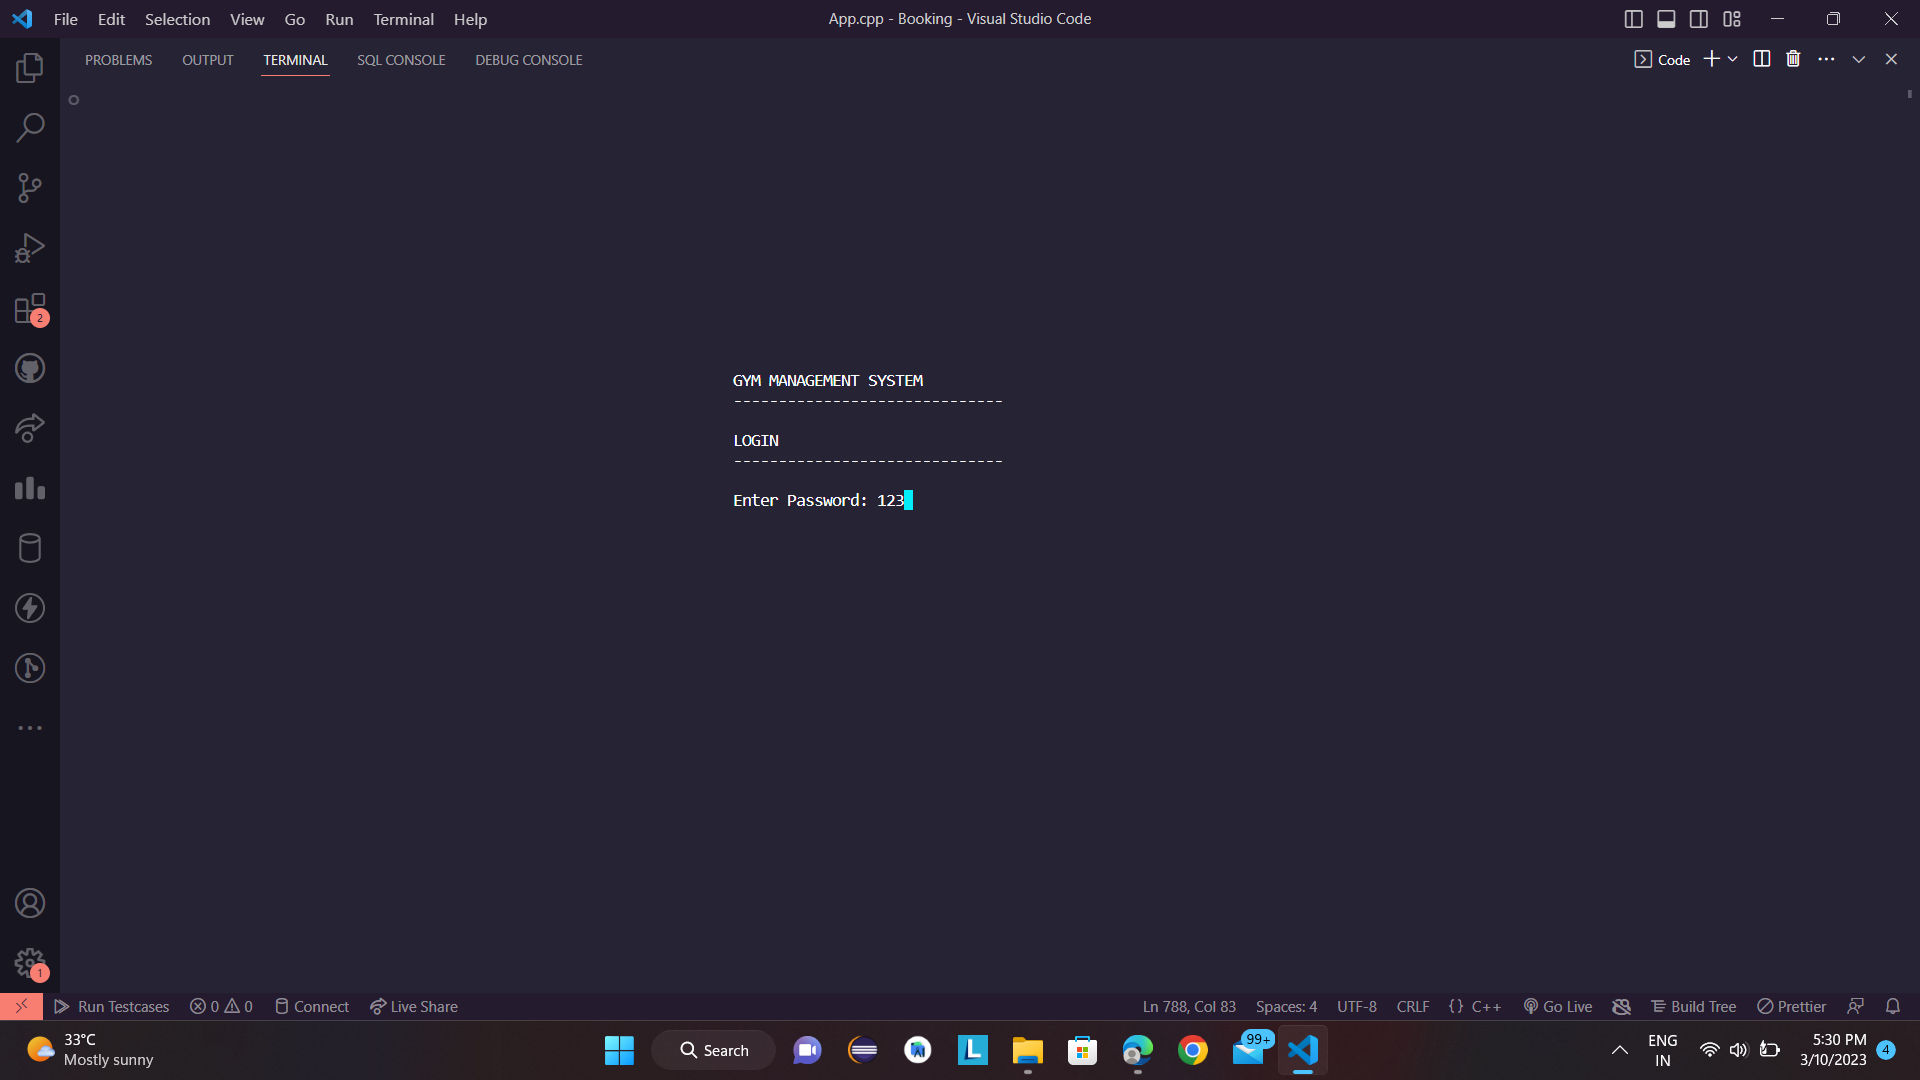 File Edit Selection View Go Run Terminal Help
App.cpp - Booking - Visual Studio Code
PROBLEMS OUTPUT TERMINAL SQL CONSOLE DEBUG CONSOLE
Code
2
GYM MANAGEMENT SYSTEM
------------------------------
LOGIN
------------------------------
Enter Password: 123
1
Run Testcases 0 0 Connect Live Share
Ln 788, Col 83 Spaces: 4 UTF-8 CRLF {} C++ Go Live Build Tree Prettier
33°C
Mostly sunny
Search
AI
L
99+
ENG
IN
5:30 PM
3/10/2023
4